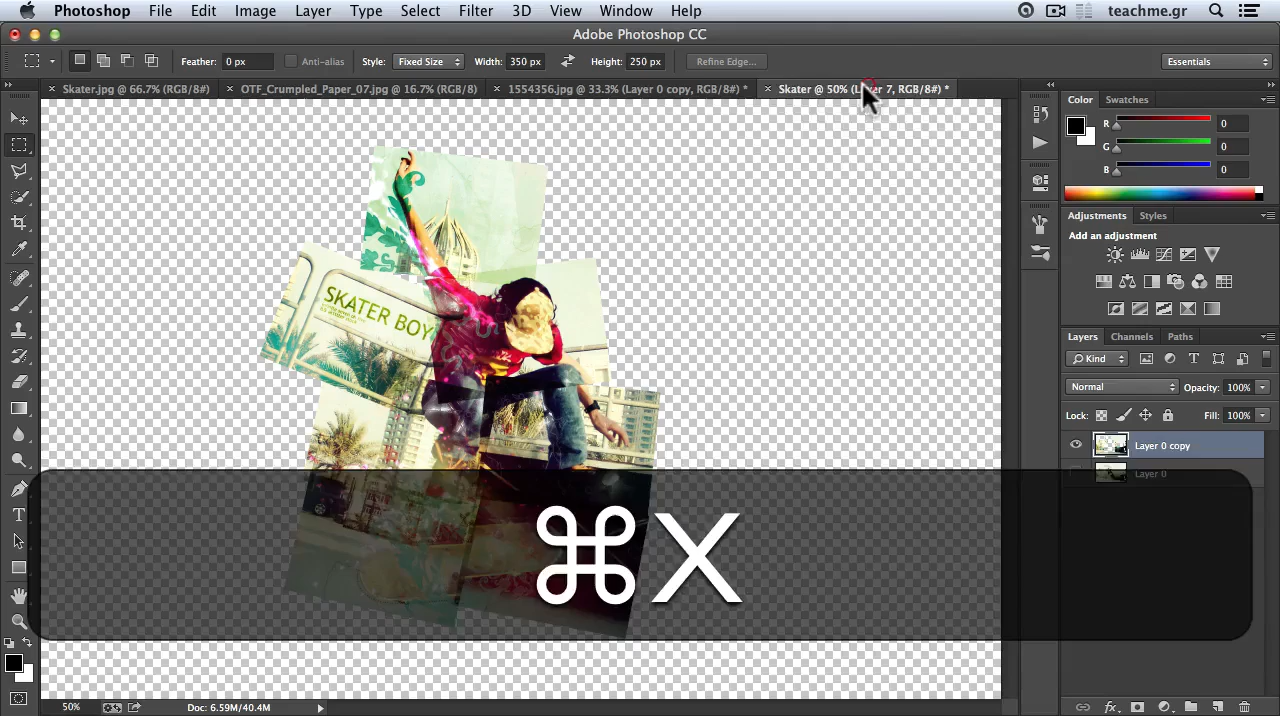 Photoshop File Edit Image Layer Type Select Filter 3D View Window Help teachme.gr
Adobe Photoshop CC
Feather: 0 px Anti-alias Style: Fixed Size Width: 350 px Height: 250 px Refine Edge... Essentials
× Skater.jpg @ 66.7% (RGB/8#) × OTF_Crumpled_Paper_07.jpg @ 16.7% (RGB/8) × 1554356.jpg @ 33.3% (Layer 0 copy, RGB/8#) * × Skater @ 50% (Layer 7, RGB/8#) *
Color Swatches
R 0
G 0
B 0
Adjustments Styles
Add an adjustment
SKATER BOY
Layers Channels Paths
Kind
Normal Opacity: 100%
Lock: Fill: 100%
Layer 0 copy
Layer 0
⌘X
50% Doc: 6.59M/40.4M